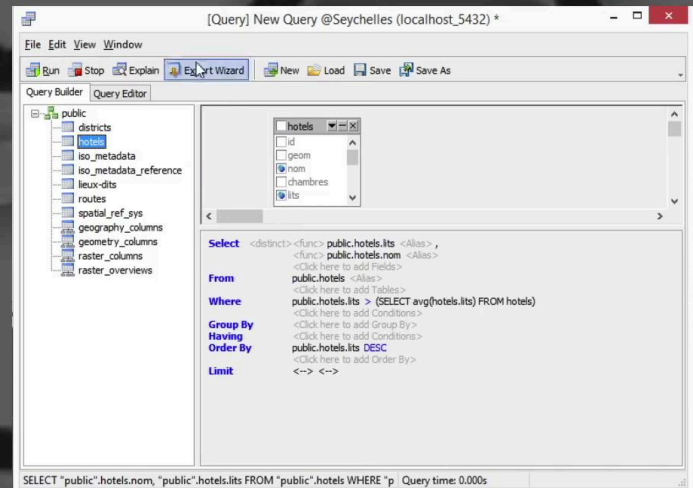 [Query] New Query @Seychelles (localhost_5432) *
File Edit View Window
Run Stop Explain Export Wizard New Load Save Save As
Query Builder Query Editor
public
districts
hotels
iso_metadata
iso_metadata_reference
lieux-dits
routes
spatial_ref_sys
geography_columns
geometry_columns
raster_columns
raster_overviews
hotels
id
geom
nom
chambres
lits
Select <distinct> <func> public.hotels.lits <Alias> ,
<func> public.hotels.nom <Alias>
<Click here to add Fields>
From public.hotels <Alias>
<Click here to add Tables>
Where public.hotels.lits > (SELECT avg(hotels.lits) FROM hotels)
<Click here to add Conditions>
Group By <Click here to add Group By>
Having <Click here to add Conditions>
Order By public.hotels.lits DESC
<Click here to add Order By>
Limit <--> <-->
SELECT "public".hotels.nom, "public".hotels.lits FROM "public".hotels WHERE "p Query time: 0.000s